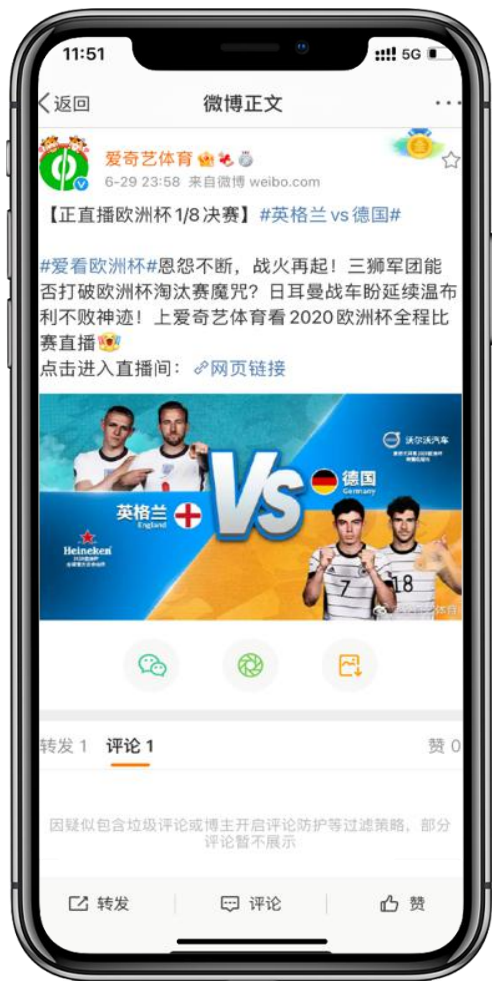 11:51
5G
返回
微博正文
爱奇艺体育
6-29 23:58 来自微博 weibo.com
【正直播欧洲杯1/8决赛】#英格兰vs德国#
#爱看欧洲杯#恩怨不断，战火再起！三狮军团能
否打破欧洲杯淘汰赛魔咒？日耳曼战车盼延续温布
利不败神迹！上爱奇艺体育看2020欧洲杯全程比
赛直播
点击进入直播间：网页链接
沃尔沃汽车
VS
德国
Germany
英格兰
England
Heineken
7
18
转发 1 评论 1
赞 0
因疑似包含垃圾评论或博主开启评论防护等过滤策略，部分
评论暂不展示
转发
评论
赞